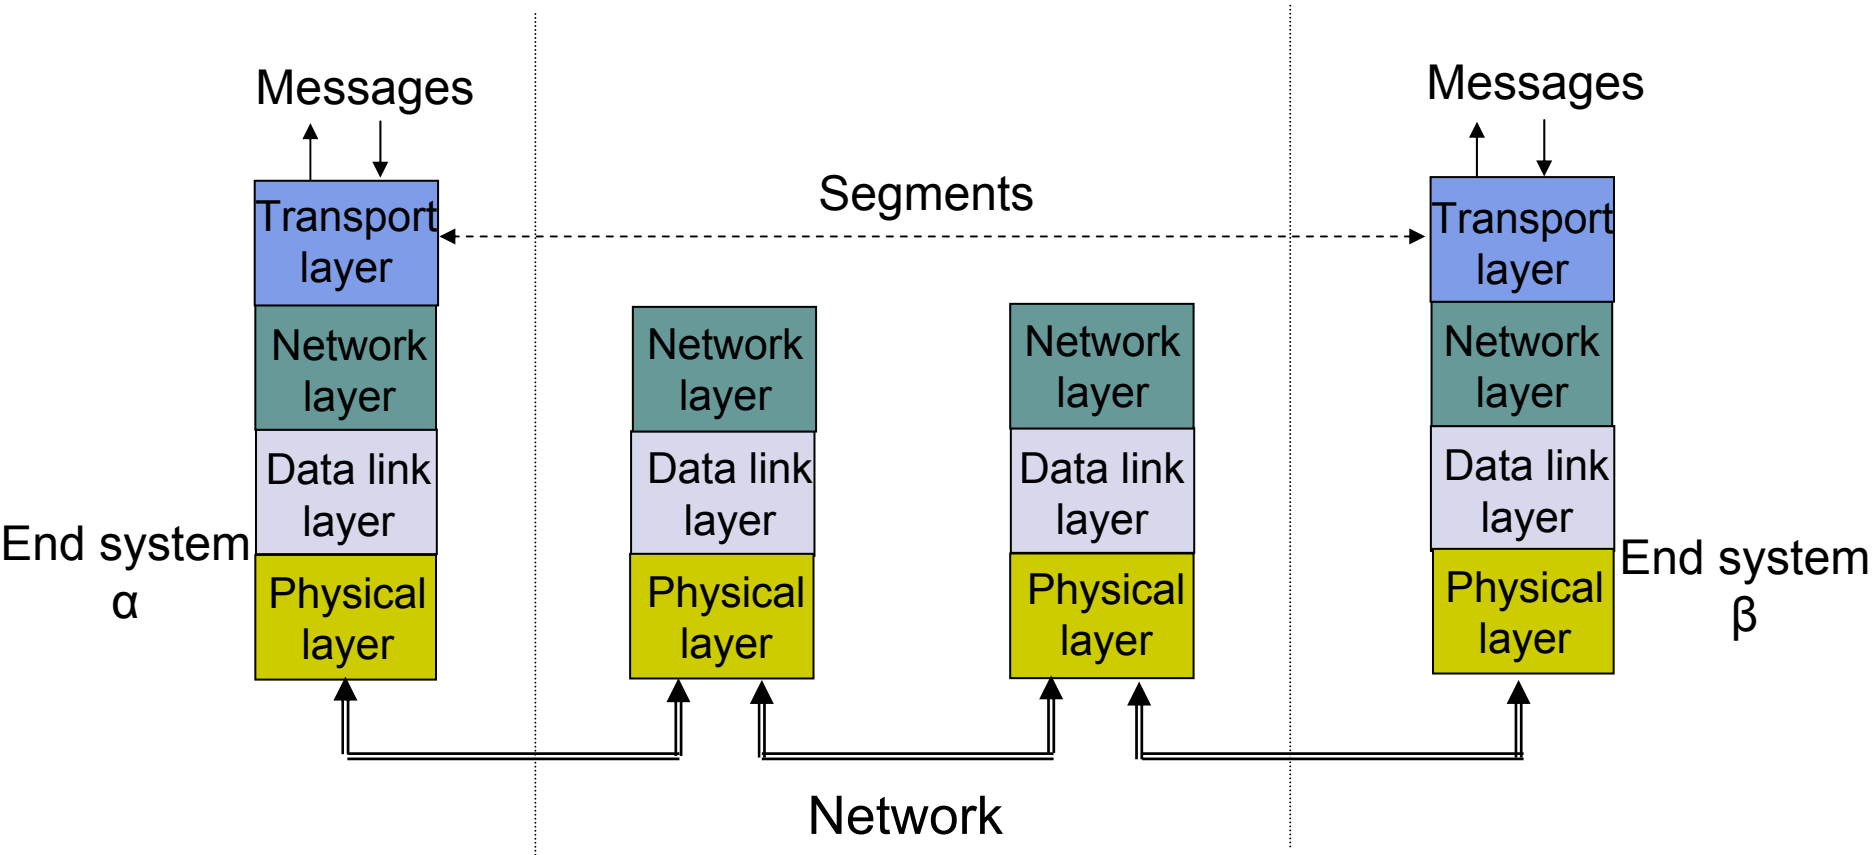 Messages
Messages
Segments
Transport
layer
Transport
layer
Network
layer
Network
layer
Network
layer
Network
layer
Data link
layer
Data link
layer
Data link
layer
Data link
layer
End system
α
End system
β
Physical
layer
Physical
layer
Physical
layer
Physical
layer
Network